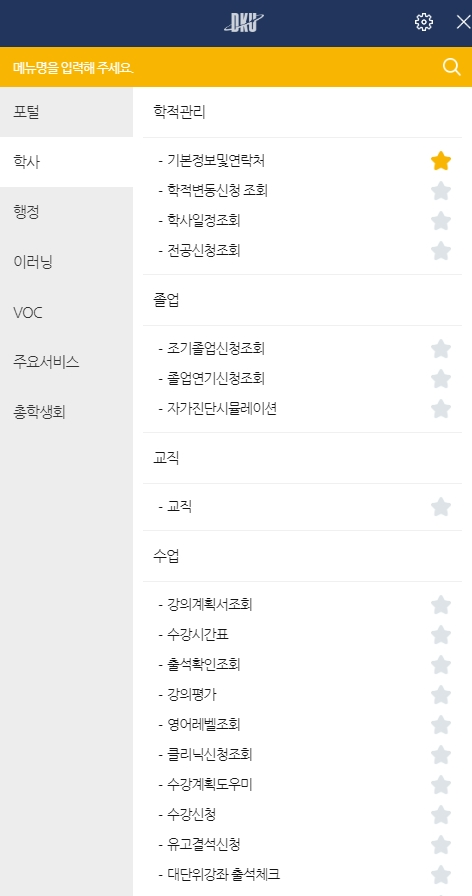 DKU
메뉴명을 입력해 주세요.
포털
학사
행정
이러닝
VOC
주요서비스
총학생회
학적관리
- 기본정보및연락처
- 학적변동신청 조회
- 학사일정조회
- 전공신청조회
졸업
- 조기졸업신청조회
- 졸업연기신청조회
- 자가진단시뮬레이션
교직
- 교직
수업
- 강의계획서조회
- 수강시간표
- 출석확인조회
- 강의평가
- 영어레벨조회
- 클리닉신청조회
- 수강계획도우미
- 수강신청
- 유고결석신청
- 대단위강좌 출석체크